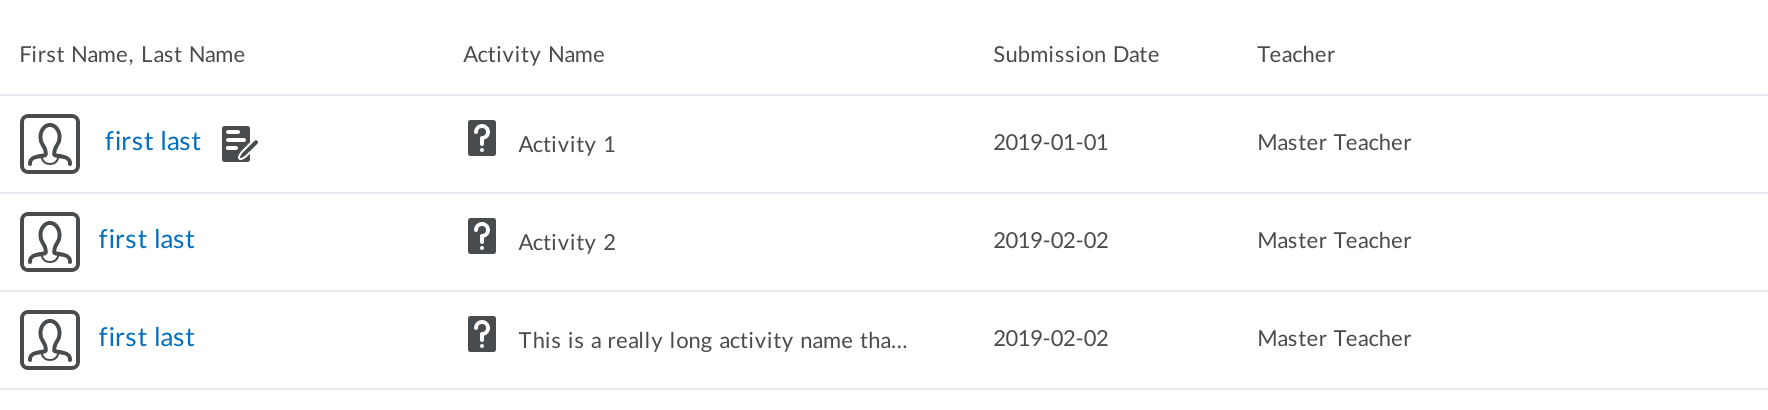 First Name, Last Name Activity Name Submission Date Teacher
first last ? Activity 1 2019-01-01 Master Teacher
first last ? Activity 2 2019-02-02 Master Teacher
first last ? This is a really long activity name tha... 2019-02-02 Master Teacher